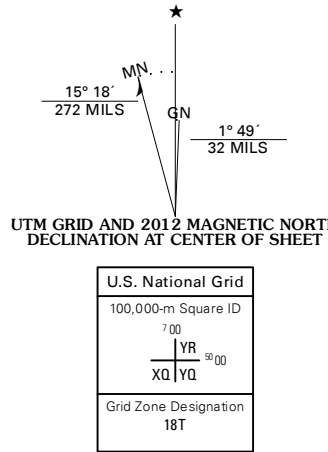 ★
MN
15° 18´
272 MILS
GN
1° 49´
32 MILS
UTM GRID AND 2012 MAGNETIC NORT
DECLINATION AT CENTER OF SHEET
U.S. National Grid
100,000-m Square ID
7 00
YR
50 00
XQ YQ
Grid Zone Designation
18T